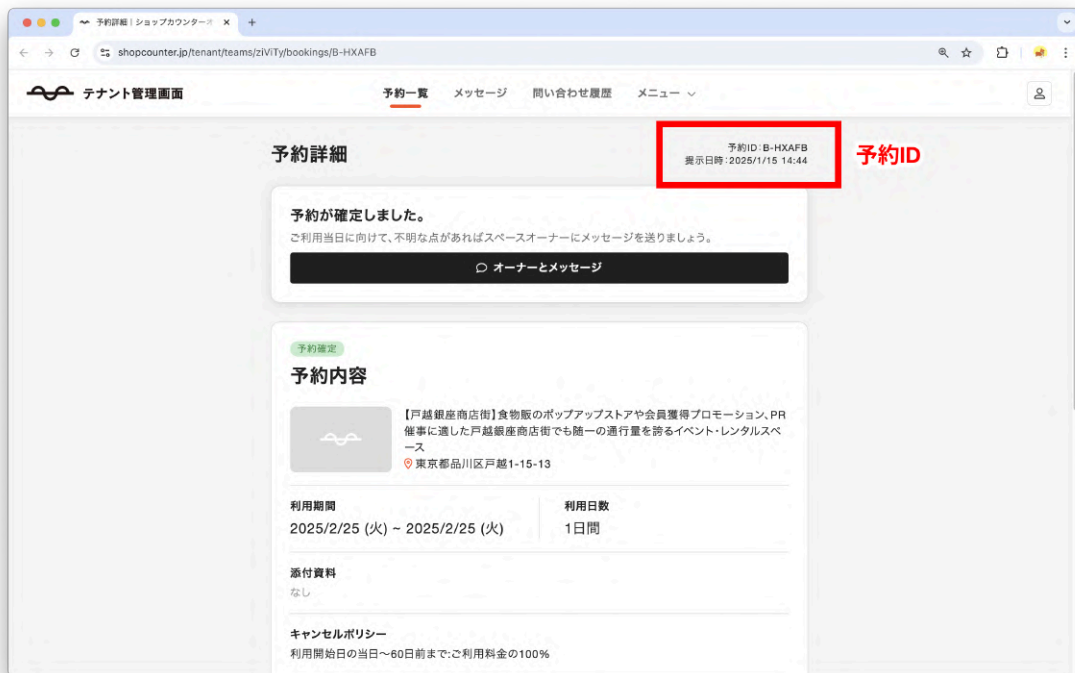 予約詳細 | ショップカウンターオ
shopcounter.jp/tenant/teams/ziViTy/bookings/B-HXAFB
テナント管理画面
予約一覧
メッセージ
問い合わせ履歴
メニュー
予約詳細
予約ID:B-HXAFB
提示日時:2025/1/15 14:44
予約ID
予約が確定しました。
ご利用当日に向けて、不明な点があればスペースオーナーにメッセージを送りましょう。
オーナーとメッセージ
予約確定
予約内容
【戸越銀座商店街】食物販のポップアップストアや会員獲得プロモーション、PR
催事に適した戸越銀座商店街でも随一の通行量を誇るイベント・レンタルスペ
ース
東京都品川区戸越1-15-13
利用期間
2025/2/25 (火) ~ 2025/2/25 (火)
利用日数
1日間
添付資料
なし
キャンセルポリシー
利用開始日の当日〜60日前まで:ご利用料金の100%